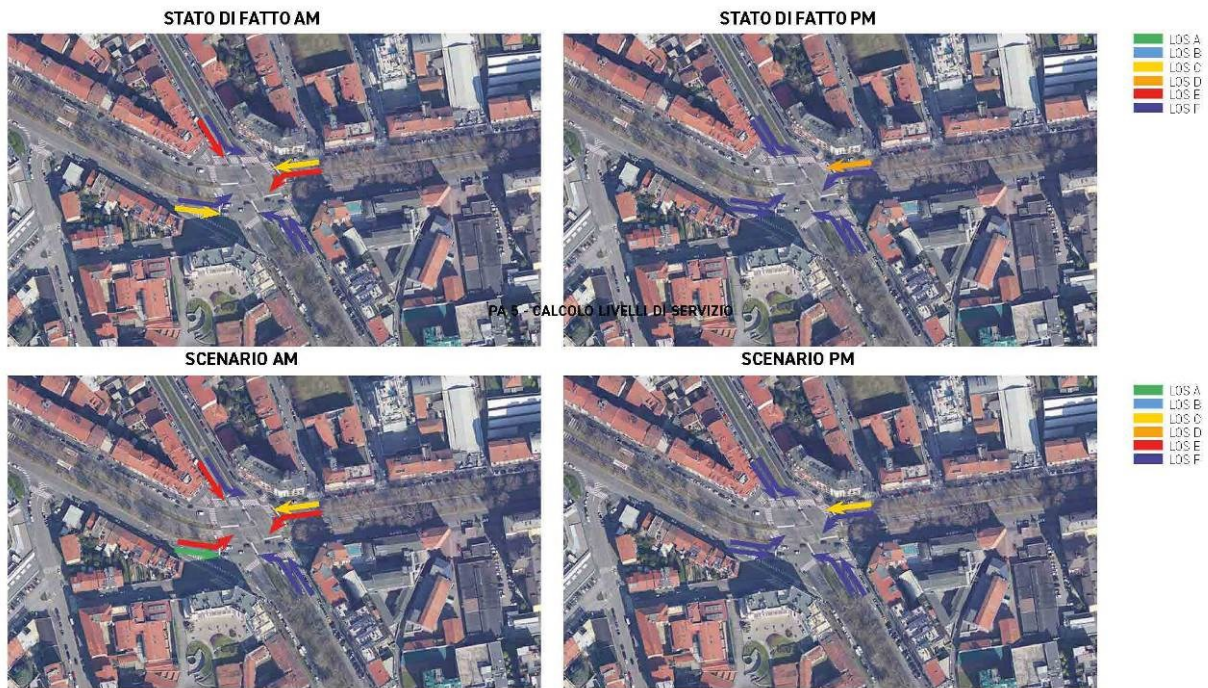 STATO DI FATTO AM
STATO DI FATTO PM
LOS A
LOS B
LOS C
LOS D
LOS E
LOS F
PA 5 - CALCOLO LIVELLI DI SERVIZIO
SCENARIO AM
SCENARIO PM
LOS A
LOS B
LOS C
LOS D
LOS E
LOS F